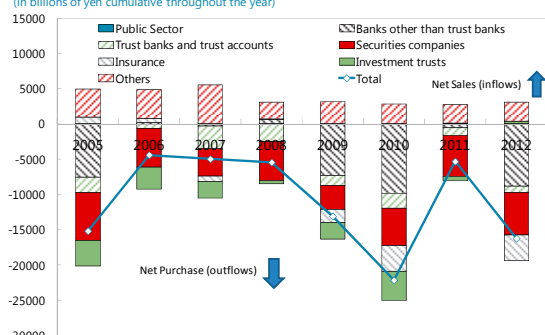 (in billions of yen cumulative throughout the year)
15000
Public Sector
Banks other than trust banks
Trust banks and trust accounts
Securities companies
10000
Insurance
Investment trusts
Others
Total
5000
Net Sales (inflows)
0
2005 2006 2007 2008 2009 2010 2011 2012
-5000
-10000
-15000
-20000
Net Purchase (outflows)
-25000
-30000